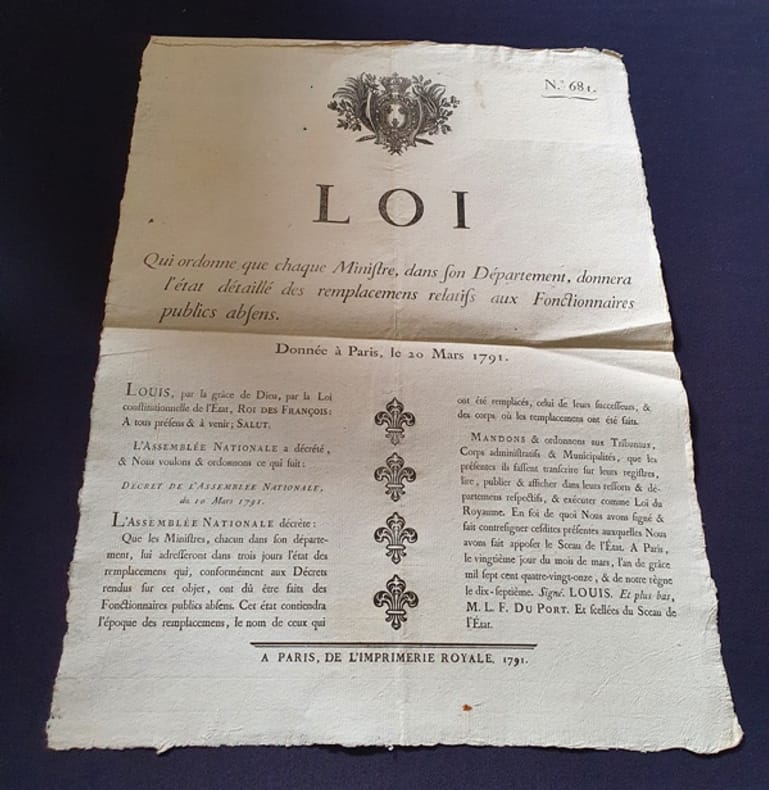 N.º 681.
LOI
Qui ordonne que chaque Miniſtre, dans ſon Département, donnera
l'état détaillé des remplacemens relatifs aux Fonctionnaires
publics abſens.
Donnée à Paris, le 20 Mars 1791.
LOUIS, par la grâce de Dieu, par la Loi
conſtitutionnelle de l'État, ROI DES FRANÇOIS:
A tous préſens & à venir; SALUT.
L'ASSEMBLÉE NATIONALE a décrété,
& Nous voulons & ordonnons ce qui ſuit:
DÉCRET DE L'ASSEMBLÉE NATIONALE,
du 10 Mars 1791.
L'ASSEMBLÉE NATIONALE décrète:
Que les Miniſtres, chacun dans ſon départe-
ment, lui adreſſeront dans trois jours l'état des
remplacemens qui, conformément aux Décrets
rendus ſur cet objet, ont dû être faits des
Fonctionnaires publics abſens. Cet état contiendra
l'époque des remplacemens, le nom de ceux qui
ont été remplacés, celui de leurs ſucceſſeurs, &
des corps où les remplacemens ont été faits.
MANDONS & ordonnons aux Tribunaux,
Corps adminiſtratifs & Municipalités, que les
préſentes ils faſſent tranſcrire ſur leurs regiſtres,
lire, publier & afficher dans leurs reſſorts & dé-
partemens reſpectifs, & exécuter comme Loi du
Royaume. En foi de quoi Nous avons ſigné &
fait contreſigner ceſdites préſentes auxquelles Nous
avons fait appoſer le Sceau de l'État. A Paris,
le vingtième jour du mois de mars, l'an de grâce
mil ſept cent quatre-vingt-onze, & de notre règne
le dix-ſeptième. Signé, LOUIS. Et plus bas,
M. L. F. DU PORT. Et ſcellées du Sceau de
l'État.
A PARIS, DE L'IMPRIMERIE ROYALE, 1791.